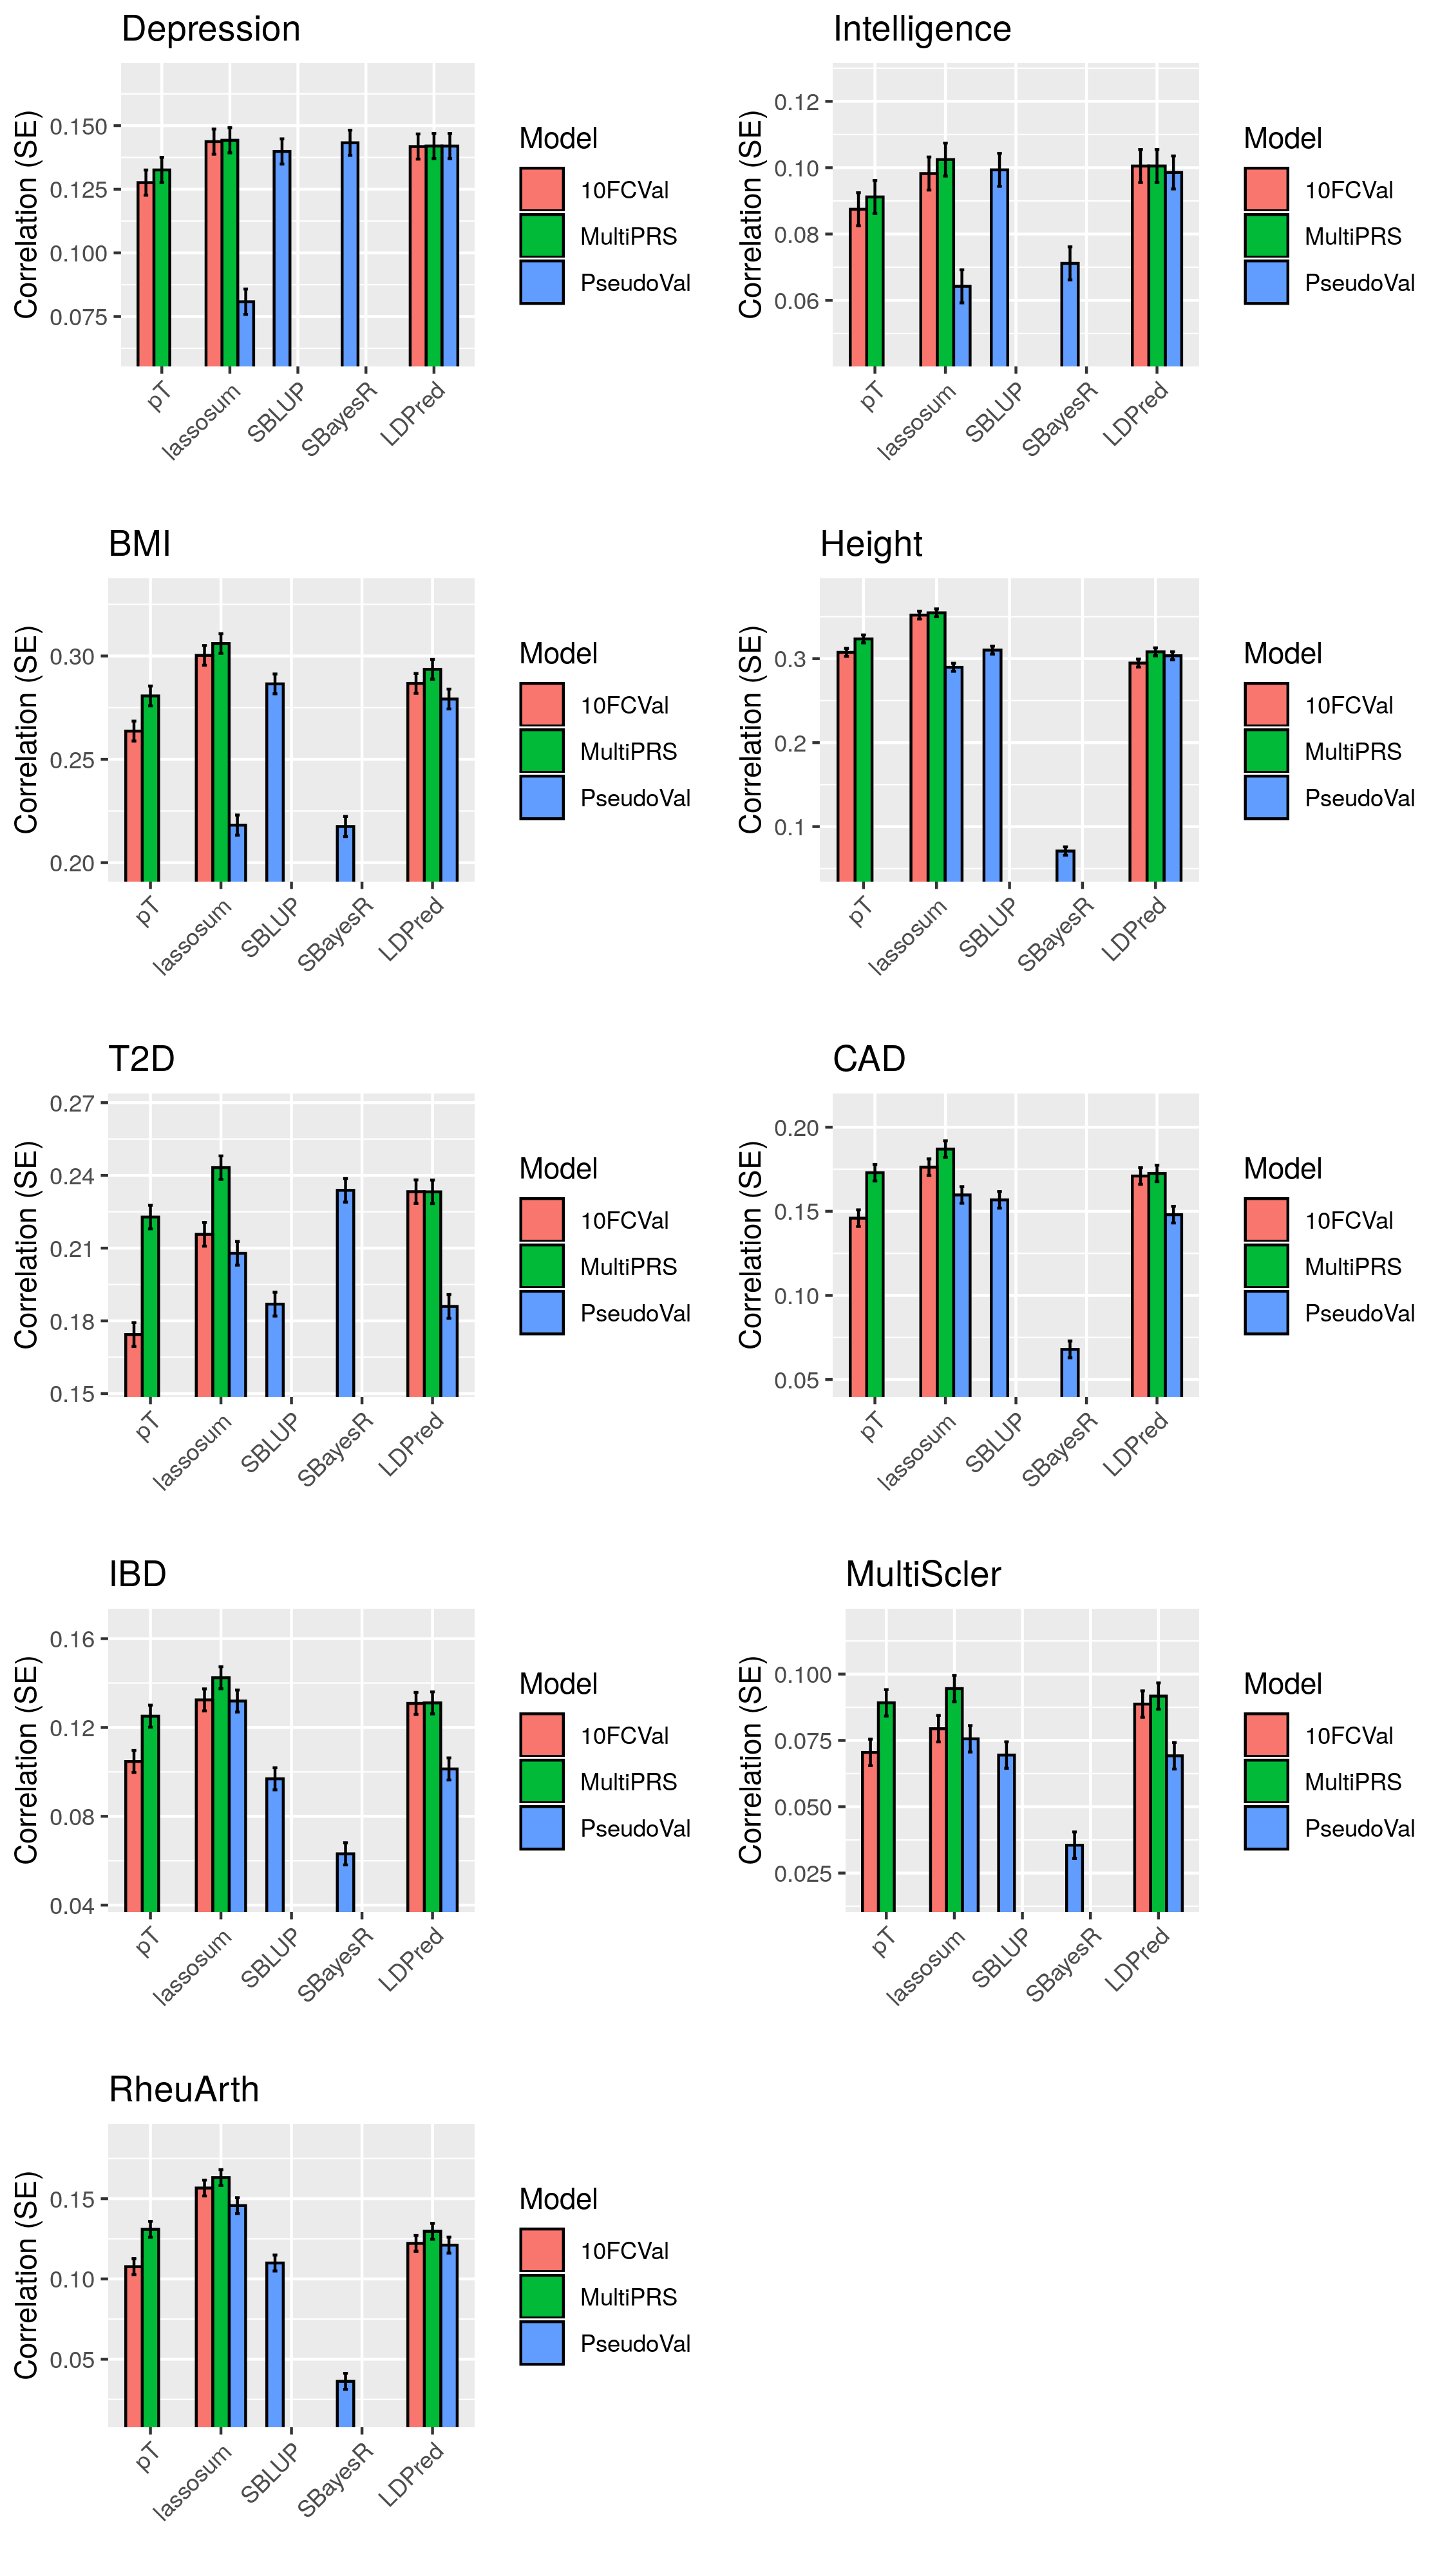 Depression
Correlation (SE)
0.150
0.125
0.100
0.075
pT
lassosum
SBLUP
SBayesR
LDPred
Model
10FCVal
MultiPRS
PseudoVal
Intelligence
Correlation (SE)
0.12
0.10
0.08
0.06
pT
lassosum
SBLUP
SBayesR
LDPred
Model
10FCVal
MultiPRS
PseudoVal
BMI
Correlation (SE)
0.30
0.25
0.20
pT
lassosum
SBLUP
SBayesR
LDPred
Model
10FCVal
MultiPRS
PseudoVal
Height
Correlation (SE)
0.3
0.2
0.1
pT
lassosum
SBLUP
SBayesR
LDPred
Model
10FCVal
MultiPRS
PseudoVal
T2D
Correlation (SE)
0.27
0.24
0.21
0.18
0.15
pT
lassosum
SBLUP
SBayesR
LDPred
Model
10FCVal
MultiPRS
PseudoVal
CAD
Correlation (SE)
0.20
0.15
0.10
0.05
pT
lassosum
SBLUP
SBayesR
LDPred
Model
10FCVal
MultiPRS
PseudoVal
IBD
Correlation (SE)
0.16
0.12
0.08
0.04
pT
lassosum
SBLUP
SBayesR
LDPred
Model
10FCVal
MultiPRS
PseudoVal
MultiScler
Correlation (SE)
0.100
0.075
0.050
0.025
pT
lassosum
SBLUP
SBayesR
LDPred
Model
10FCVal
MultiPRS
PseudoVal
RheuArth
Correlation (SE)
0.15
0.10
0.05
pT
lassosum
SBLUP
SBayesR
LDPred
Model
10FCVal
MultiPRS
PseudoVal